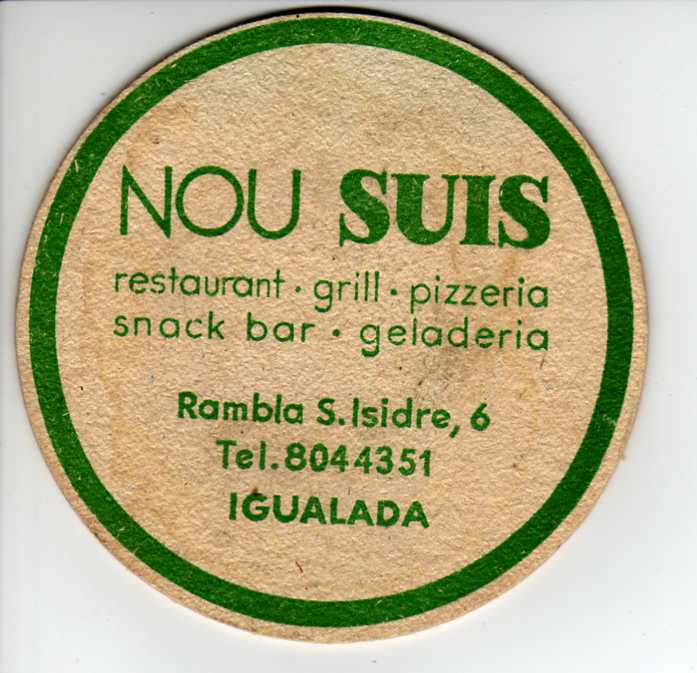 NOU SUIS
restaurant · grill · pizzeria
snack bar · geladeria
Rambla S. Isidre, 6
Tel. 8044351
IGUALADA